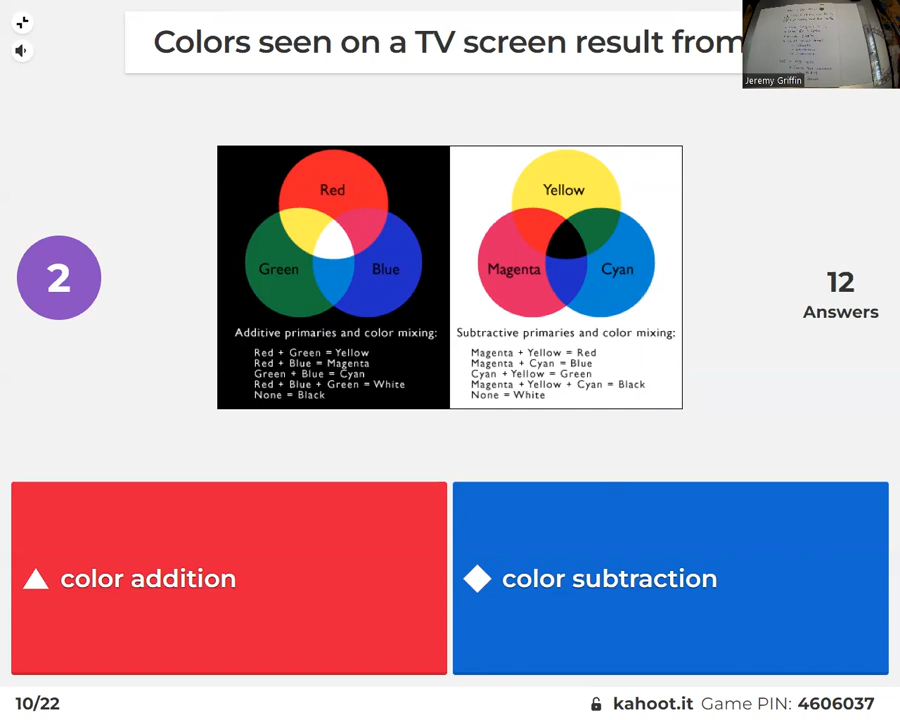 Colors seen on a TV screen result from
Jeremy Griffin
2
Red
Green
Blue
Additive primaries and color mixing:
Red + Green = Yellow
Red + Blue = Magenta
Green + Blue = Cyan
Red + Blue + Green = White
None = Black
Yellow
Magenta
Cyan
Subtractive primaries and color mixing:
Magenta + Yellow = Red
Magenta + Cyan = Blue
Cyan + Yellow = Green
Magenta + Yellow + Cyan = Black
None = White
12
Answers
color addition
color subtraction
10/22
kahoot.it Game PIN: 4606037